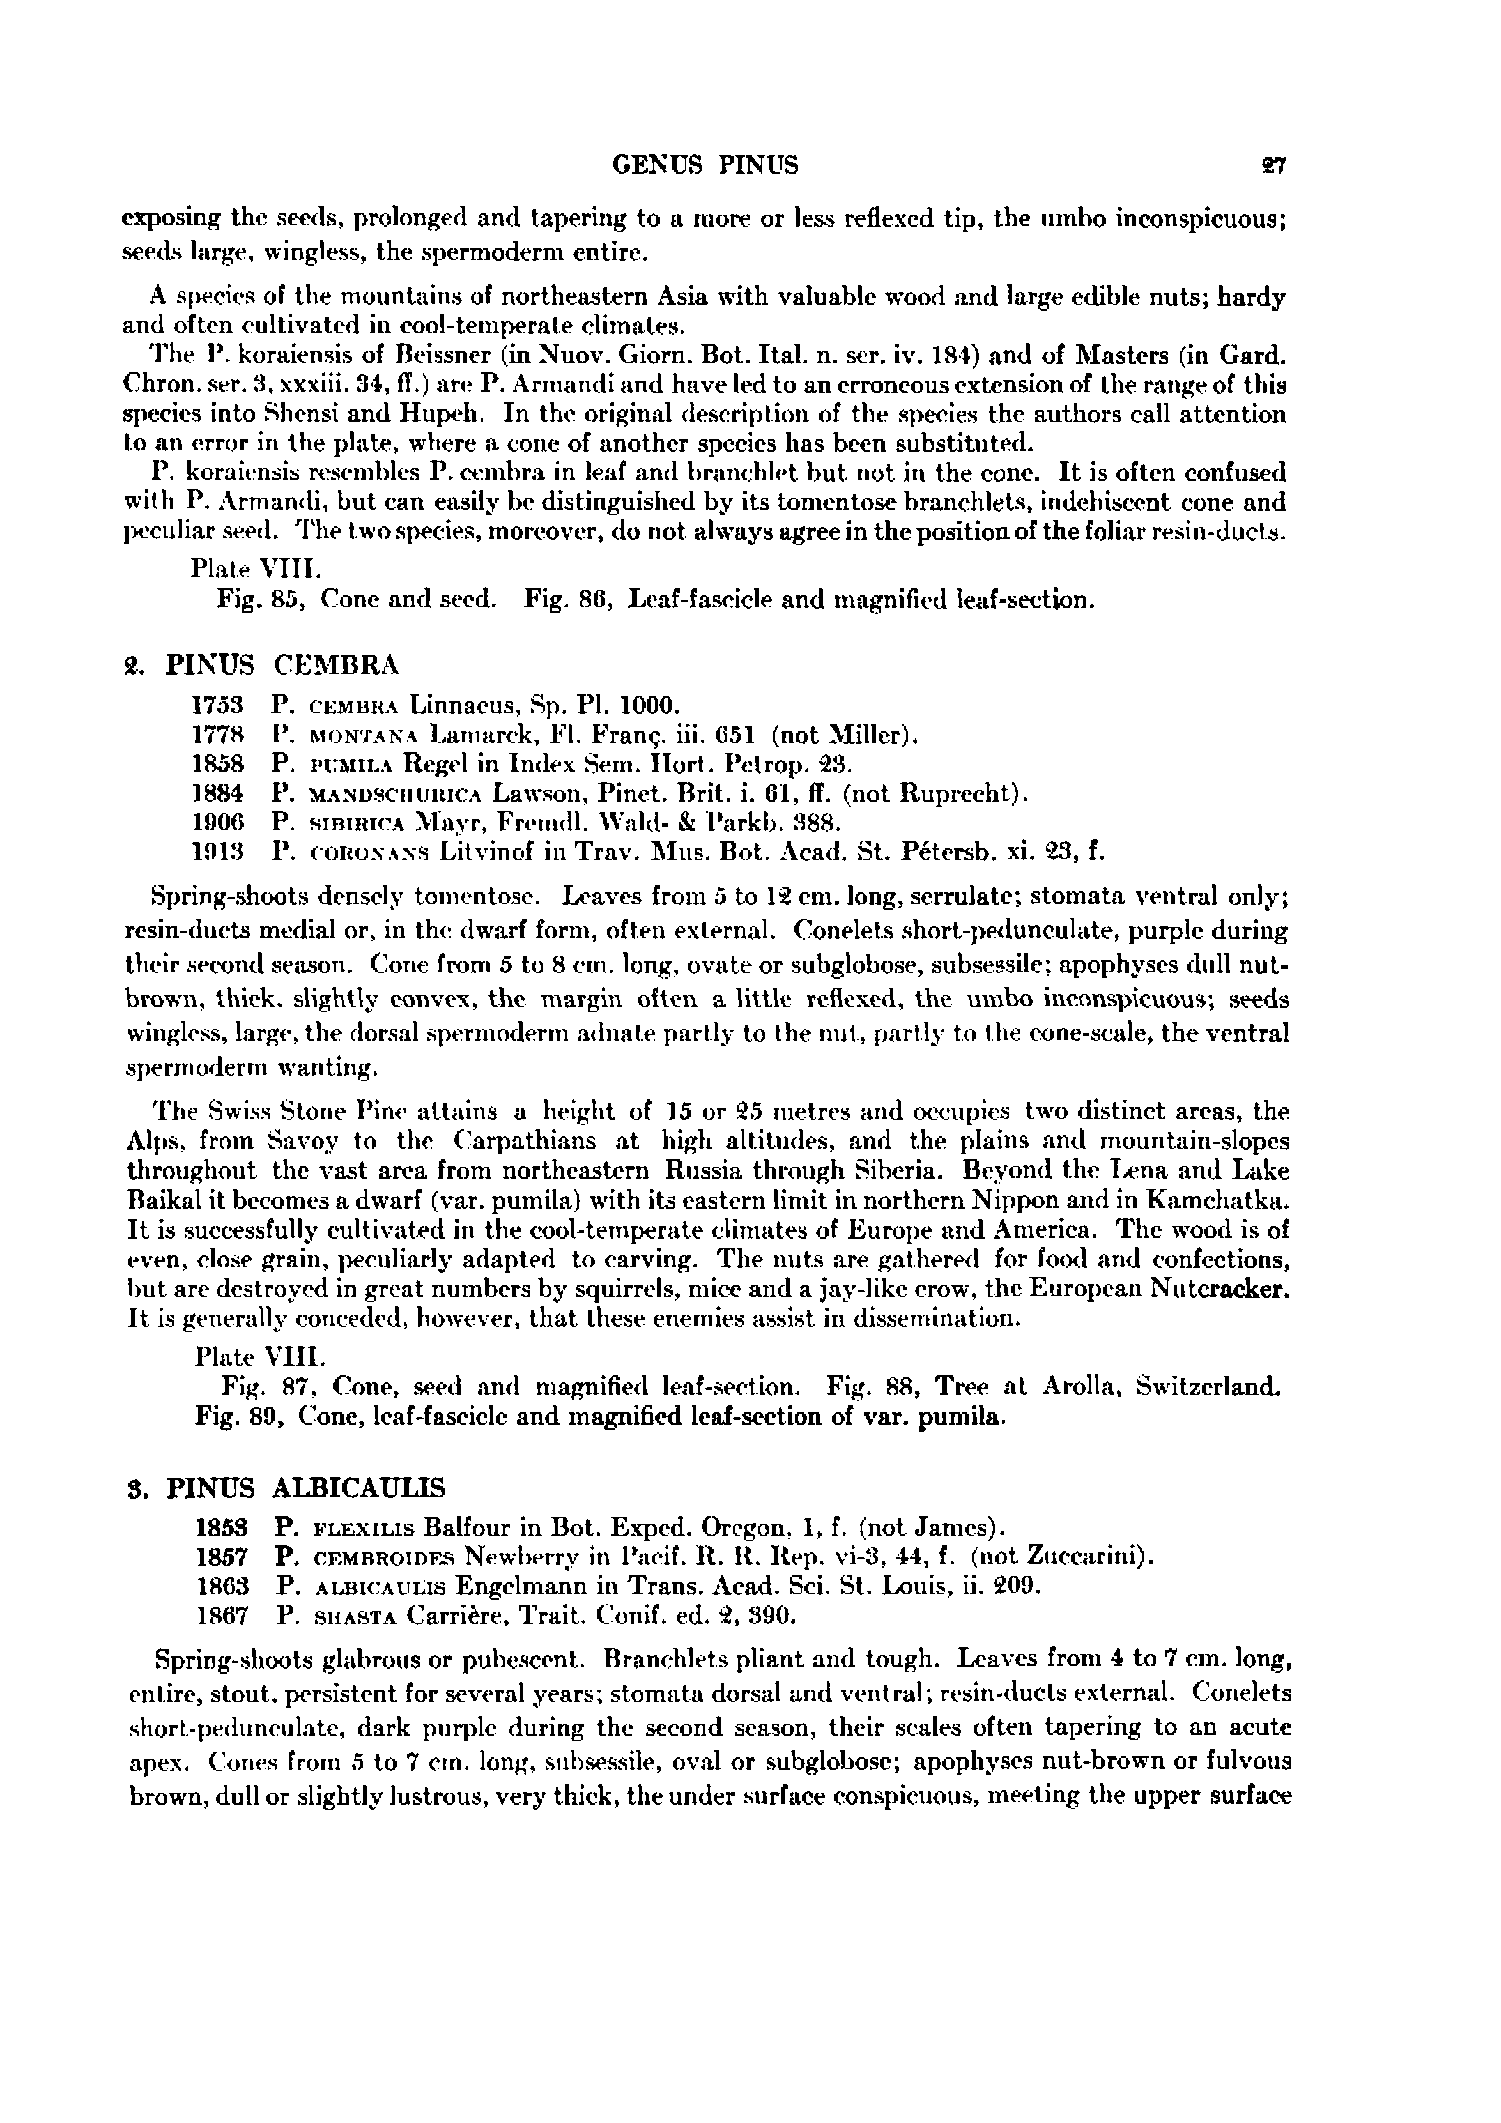 GENUS PINUS 27
exposing the seeds, prolonged and tapering to a more or less reflexed tip, the umbo inconspicuous;
seeds large, wingless, the spermoderm entire.
A species of the mountains of northeastern Asia with valuable wood and large edible nuts; hardy
and often cultivated in cool-temperate climates.
The P. koraiensis of Beissner (in Nuov. Giorn. Bot. Ital. n. ser. iv. 184) and of Masters (in Gard.
Chron. ser. 3, xxxiii. 34, ff.) are P. Armandi and have led to an erroneous extension of the range of this
species into Shensi and Hupeh. In the original description of the species the authors call attention
to an error in the plate, where a cone of another species has been substituted.
P. koraiensis resembles P. cembra in leaf and branchlet but not in the cone. It is often confused
with P. Armandi, but can easily be distinguished by its tomentose branchlets, indehiscent cone and
peculiar seed. The two species, moreover, do not always agree in the position of the foliar resin-ducts.
Plate VIII.
Fig. 85, Cone and seed. Fig. 86, Leaf-fascicle and magnified leaf-section.
2. PINUS CEMBRA
1753 P. CEMBRA Linnaeus, Sp. Pl. 1000.
1778 P. MONTANA Lamarck, Fl. Franç. iii. 651 (not Miller).
1858 P. PUMILA Regel in Index Sem. Hort. Petrop. 23.
1884 P. MANDSCHURICA Lawson, Pinet. Brit. i. 61, ff. (not Ruprecht).
1906 P. SIBIRICA Mayr, Fremdl. Wald- & Parkb. 388.
1913 P. CORONANS Litvinof in Trav. Mus. Bot. Acad. St. Pétersb. xi. 23, f.
Spring-shoots densely tomentose. Leaves from 5 to 12 cm. long, serrulate; stomata ventral only;
resin-ducts medial or, in the dwarf form, often external. Conelets short-pedunculate, purple during
their second season. Cone from 5 to 8 cm. long, ovate or subglobose, subsessile; apophyses dull nut-
brown, thick, slightly convex, the margin often a little reflexed, the umbo inconspicuous; seeds
wingless, large, the dorsal spermoderm adnate partly to the nut, partly to the cone-scale, the ventral
spermoderm wanting.
The Swiss Stone Pine attains a height of 15 or 25 metres and occupies two distinct areas, the
Alps, from Savoy to the Carpathians at high altitudes, and the plains and mountain-slopes
throughout the vast area from northeastern Russia through Siberia. Beyond the Lena and Lake
Baikal it becomes a dwarf (var. pumila) with its eastern limit in northern Nippon and in Kamchatka.
It is successfully cultivated in the cool-temperate climates of Europe and America. The wood is of
even, close grain, peculiarly adapted to carving. The nuts are gathered for food and confections,
but are destroyed in great numbers by squirrels, mice and a jay-like crow, the European Nutcracker.
It is generally conceded, however, that these enemies assist in dissemination.
Plate VIII.
Fig. 87, Cone, seed and magnified leaf-section. Fig. 88, Tree at Arolla, Switzerland.
Fig. 89, Cone, leaf-fascicle and magnified leaf-section of var. pumila.
3. PINUS ALBICAULIS
1853 P. FLEXILIS Balfour in Bot. Exped. Oregon, 1, f. (not James).
1857 P. CEMBROIDES Newberry in Pacif. R. R. Rep. vi-3, 44, f. (not Zuccarini).
1863 P. ALBICAULIS Engelmann in Trans. Acad. Sci. St. Louis, ii. 209.
1867 P. SHASTA Carrière, Trait. Conif. ed. 2, 390.
Spring-shoots glabrous or pubescent. Branchlets pliant and tough. Leaves from 4 to 7 cm. long,
entire, stout, persistent for several years; stomata dorsal and ventral; resin-ducts external. Conelets
short-pedunculate, dark purple during the second season, their scales often tapering to an acute
apex. Cones from 5 to 7 cm. long, subsessile, oval or subglobose; apophyses nut-brown or fulvous
brown, dull or slightly lustrous, very thick, the under surface conspicuous, meeting the upper surface